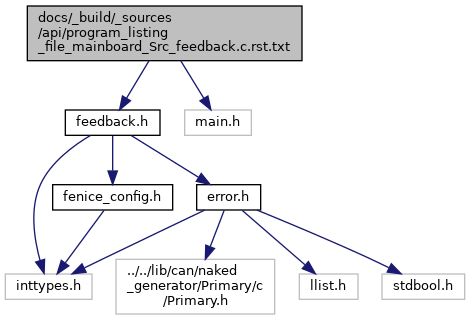 docs/_build/_sources
/api/program_listing
_file_mainboard_Src_feedback.c.rst.txt
feedback.h
main.h
fenice_config.h
error.h
inttypes.h
../../lib/can/naked
_generator/Primary/c
/Primary.h
llist.h
stdbool.h